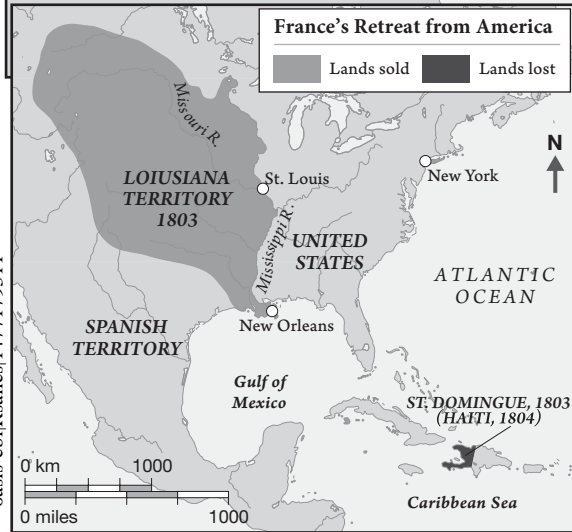 France's Retreat from America
Lands sold
Lands lost
Missouri R.
N
LOIUSIANA
TERRITORY
1803
St. Louis
New York
Mississippi R.
UNITED
STATES
ATLANTIC
OCEAN
SPANISH
TERRITORY
New Orleans
Gulf of
Mexico
ST. DOMINGUE, 1803
(HAITI, 1804)
0 km 1000
0 miles 1000
Caribbean Sea